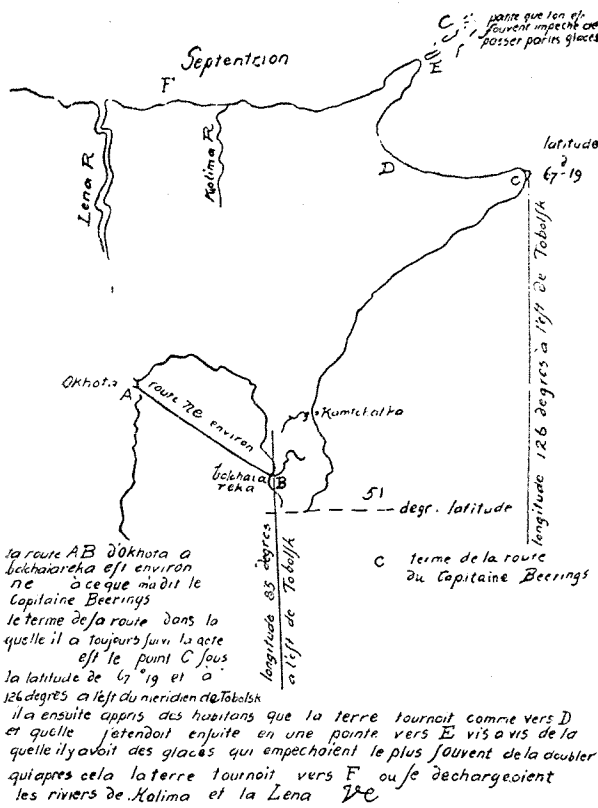 C
partie que lon est
souvent impeché de
passer par les glaces
E
Septentrion
F
Lena R
Kolima R
D
latitude
d
67-19
C
longitude 126 degrès à l'est de Tobolsk
Okhota
A
route ne environ
Kamtchatka
bolchaia
reka
B
51
degr. latitude
longitude 85 degres
a l'est de Tobolsk
C terme de la route
du Capitaine Beerings
la route AB d'Okhota a
bolchaiareka est environ
ne à ce que m'a dit le
Capitaine Beerings
le terme de sa route dans la
quelle il a toujours suivi la cote
est le point C sous
la latitude de 67°19 et à
126 degrès a l'est du meridien de Tobolsk
il a ensuite appris des habitans que la terre tournoit comme vers D
et quelle s'etendoit ensuite en une pointe vers E vis a vis de la
quelle il y avoit des glaces qui empechoient le plus souvent de la doubler
qui apres cela la terre tournoit vers F ou se dechargeoient
les riviers de Kolima et la Lena